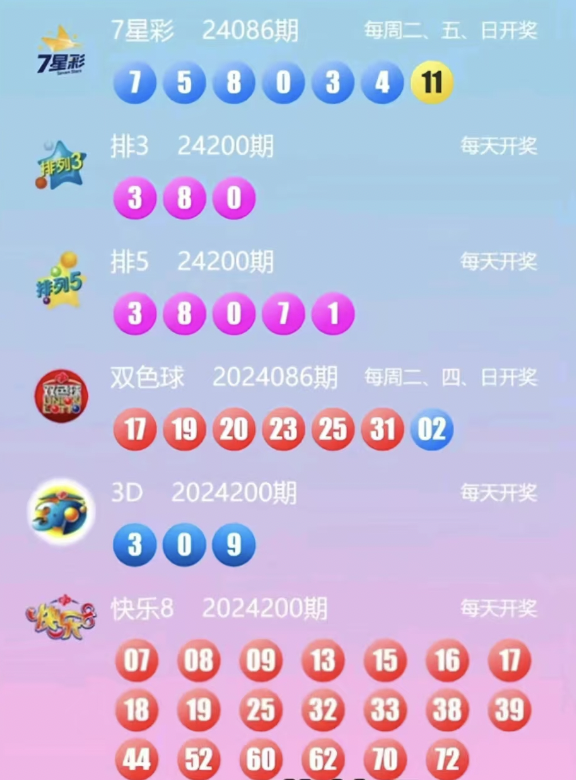 7星彩 24086期 每周二、五、日开奖
7星彩
7 5 8 0 3 4 11
排3 24200期 每天开奖
排列3
3 8 0
排5 24200期 每天开奖
排列5
3 8 0 7 1
双色球 2024086期 每周二、四、日开奖
双色球
17 19 20 23 25 31 02
3D 2024200期 每天开奖
3D
3 0 9
快乐8 2024200期 每天开奖
快乐8
07 08 09 13 15 16 17
18 19 25 32 33 38 39
44 52 60 62 70 72